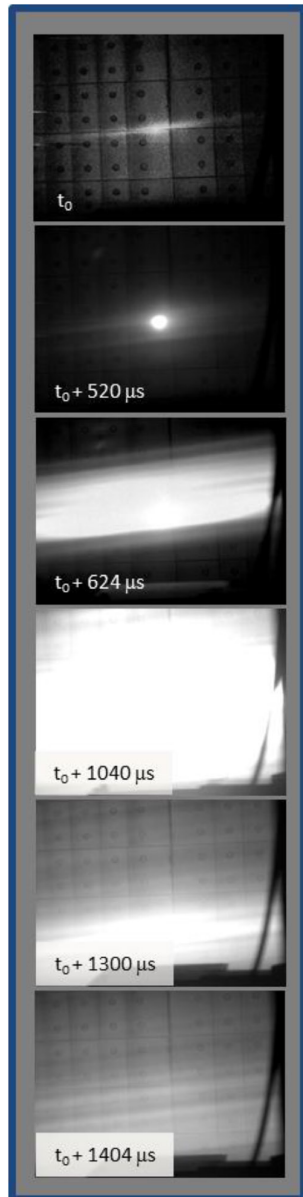 t₀
t₀ + 520 μs
t₀ + 624 μs
t₀ + 1040 μs
t₀ + 1300 μs
t₀ + 1404 μs